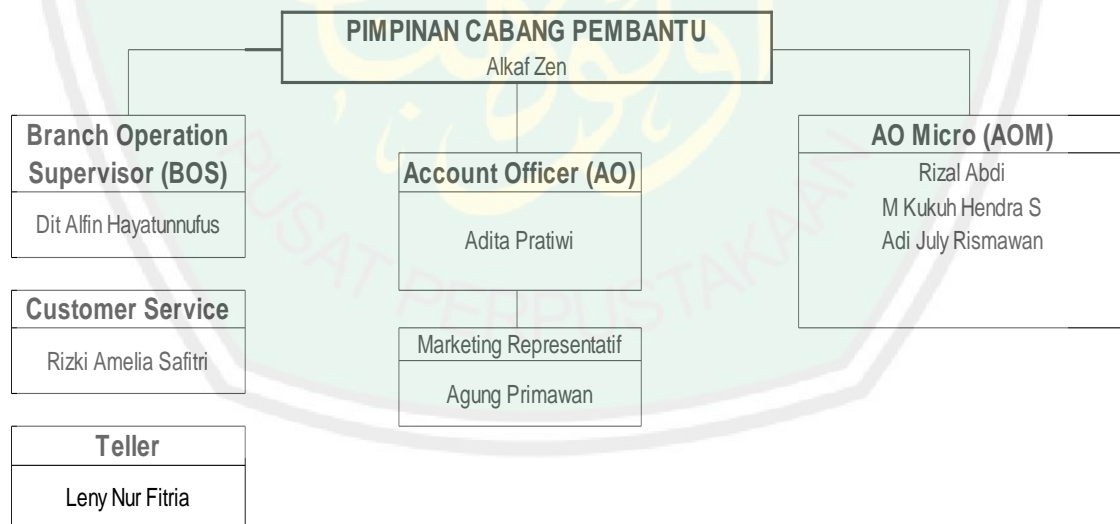 PIMPINAN CABANG PEMBANTU
Alkaf Zen
Branch Operation
Supervisor (BOS)
Dit Alfin Hayatunnufus
Account Officer (AO)
Adita Pratiwi
AO Micro (AOM)
Rizal Abdi
M Kukuh Hendra S
Adi July Rismawan
Customer Service
Rizki Amelia Safitri
Marketing Representatif
Agung Primawan
Teller
Leny Nur Fitria
PUSAT PERPUSTAKAAN